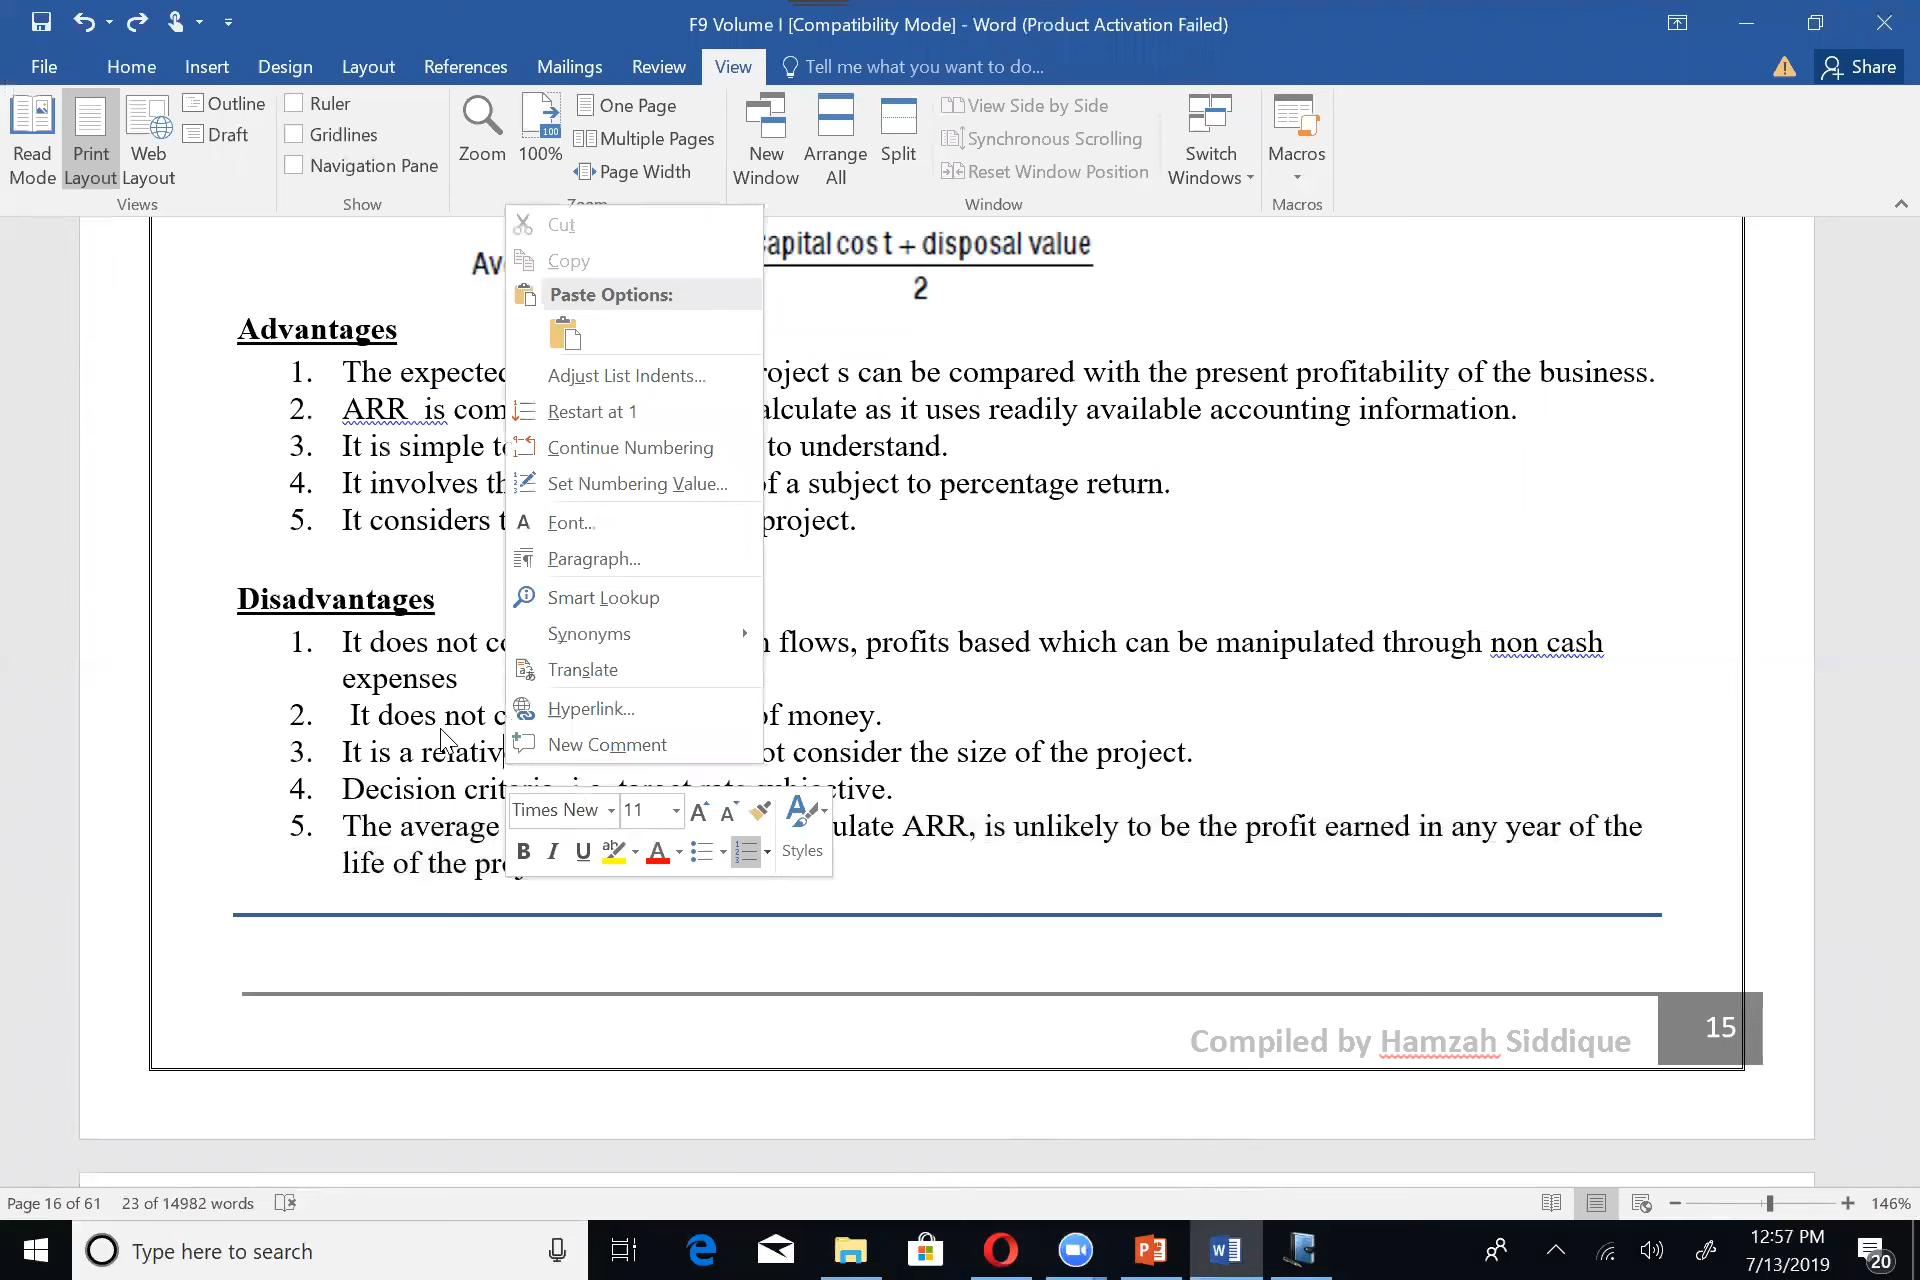 F9 Volume I [Compatibility Mode] - Word (Product Activation Failed)
File Home Insert Design Layout References Mailings Review View Tell me what you want to do... Share
Read Mode
Print Layout
Web Layout
Outline
Draft
Views
Ruler
Gridlines
Navigation Pane
Show
Zoom
100%
One Page
Multiple Pages
Page Width
Zoom
New Window
Arrange All
Split
View Side by Side
Synchronous Scrolling
Reset Window Position
Window
Switch Windows
Macros
Macros
apital cos t + disposal value
Av
2
Cut
Copy
Paste Options:
Adjust List Indents...
Restart at 1
Continue Numbering
Set Numbering Value...
Font...
Paragraph...
Smart Lookup
Synonyms
Translate
Hyperlink...
New Comment
Times New 11
B I U Styles
Advantages
1. The expected roject s can be compared with the present profitability of the business.
2. ARR is com alculate as it uses readily available accounting information.
3. It is simple to to understand.
4. It involves th f a subject to percentage return.
5. It considers t project.
Disadvantages
1. It does not co flows, profits based which can be manipulated through non cash
expenses
2. It does not c of money.
3. It is a relativ ot consider the size of the project.
4. Decision criteria i.e. target rate subjective.
5. The average ulate ARR, is unlikely to be the profit earned in any year of the
life of the pro
Compiled by Hamzah Siddique 15
Page 16 of 61 23 of 14982 words 146%
Type here to search
12:57 PM
7/13/2019
20